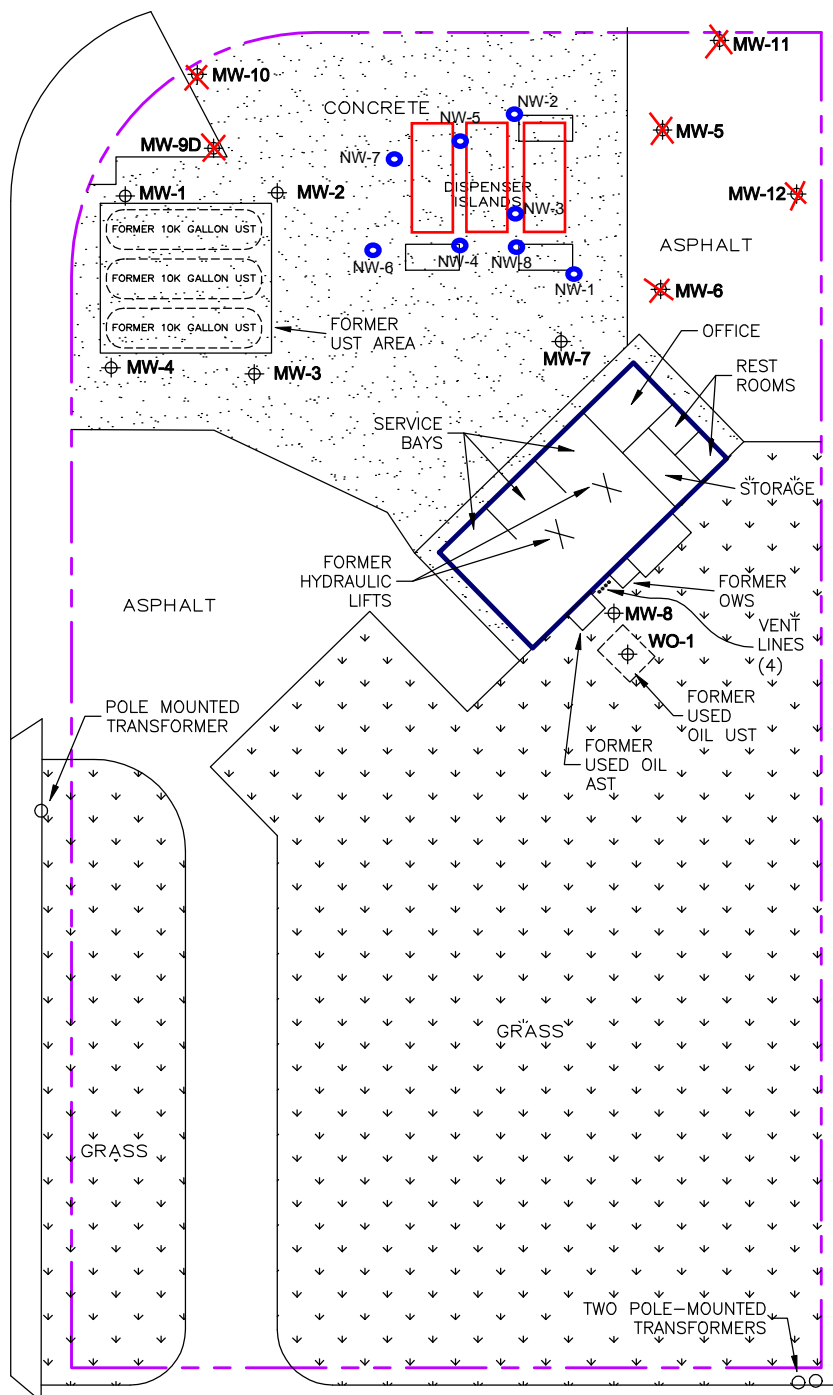 MW-11
MW-10
NW-2
CONCRETE
NW-5
MW-5
MW-9D
NW-7
MW-1
MW-2
DISPENSER
ISLANDS
MW-12
NW-3
FORMER 10K GALLON UST
FORMER 10K GALLON UST
FORMER 10K GALLON UST
NW-6
NW-4
NW-8
NW-1
ASPHALT
MW-6
FORMER
UST AREA
MW-7
OFFICE
MW-4
MW-3
REST
ROOMS
SERVICE
BAYS
STORAGE
FORMER
HYDRAULIC
LIFTS
FORMER
OWS
ASPHALT
MW-8
VENT
LINES
(4)
WO-1
POLE MOUNTED
TRANSFORMER
FORMER
USED
OIL UST
FORMER
USED OIL
AST
GRASS
GRASS
TWO POLE-MOUNTED
TRANSFORMERS